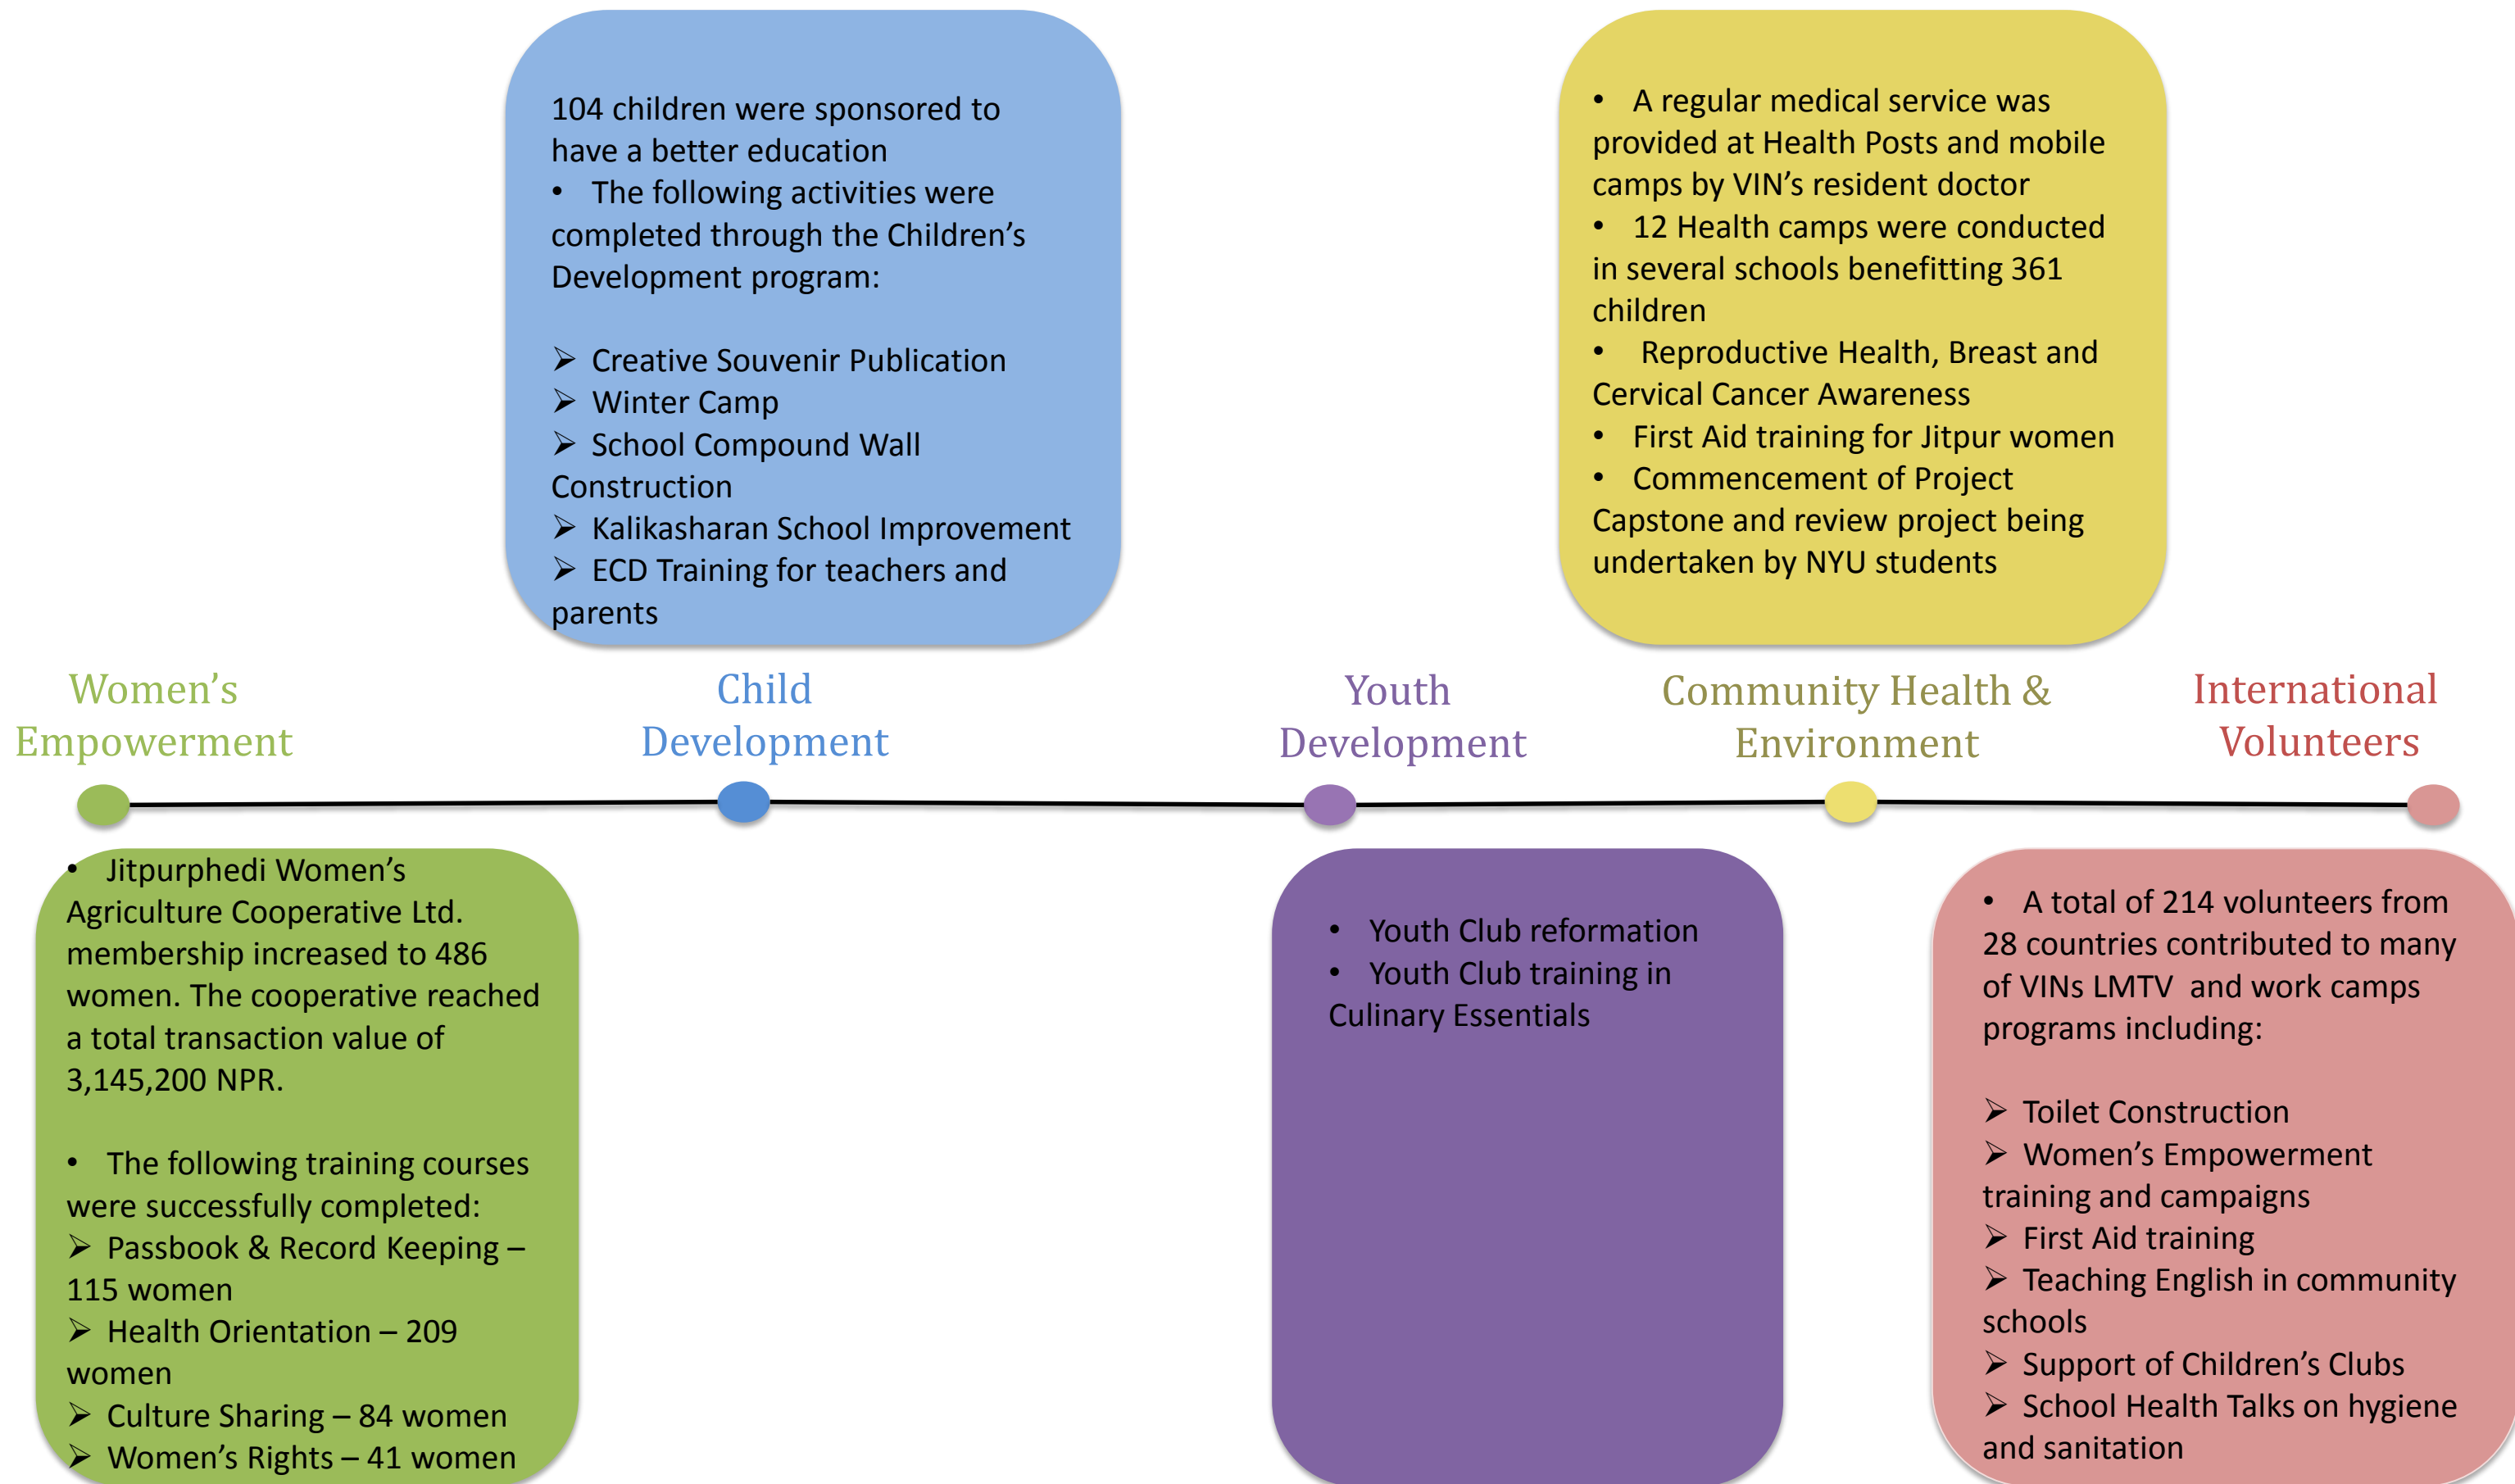 104 children were sponsored to
have a better education
• The following activities were
completed through the Children’s
Development program:
➢ Creative Souvenir Publication
➢ Winter Camp
➢ School Compound Wall
Construction
➢ Kalikasharan School Improvement
➢ ECD Training for teachers and
parents
• A regular medical service was
provided at Health Posts and mobile
camps by VIN’s resident doctor
• 12 Health camps were conducted
in several schools benefitting 361
children
• Reproductive Health, Breast and
Cervical Cancer Awareness
• First Aid training for Jitpur women
• Commencement of Project
Capstone and review project being
undertaken by NYU students
Women’s
Empowerment
Child
Development
Youth
Development
Community Health &
Environment
International
Volunteers
• Jitpurphedi Women’s
Agriculture Cooperative Ltd.
membership increased to 486
women. The cooperative reached
a total transaction value of
3,145,200 NPR.
• The following training courses
were successfully completed:
➢ Passbook & Record Keeping –
115 women
➢ Health Orientation – 209
women
➢ Culture Sharing – 84 women
➢ Women’s Rights – 41 women
• Youth Club reformation
• Youth Club training in
Culinary Essentials
• A total of 214 volunteers from
28 countries contributed to many
of VINs LMTV and work camps
programs including:
➢ Toilet Construction
➢ Women’s Empowerment
training and campaigns
➢ First Aid training
➢ Teaching English in community
schools
➢ Support of Children’s Clubs
➢ School Health Talks on hygiene
and sanitation